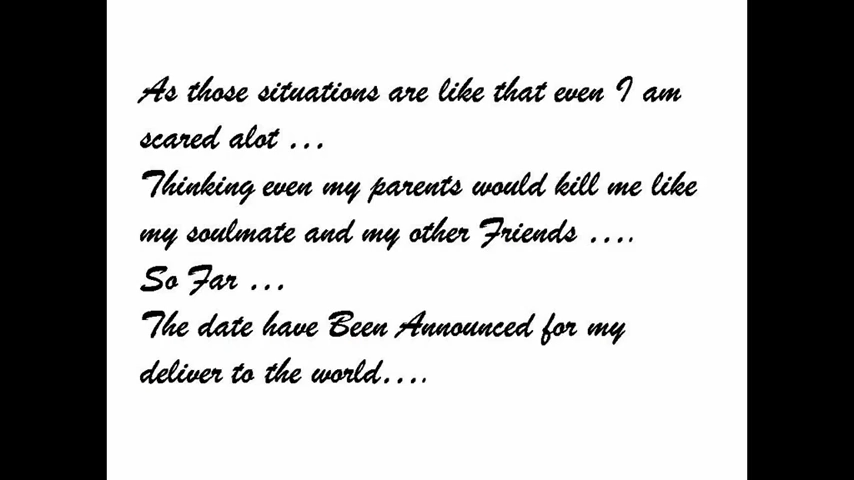 As those situations are like that even I am
scared alot ...
Thinking even my parents would kill me like
my soulmate and my other Friends ....
So Far ...
The date have Been Announced for my
deliver to the world....